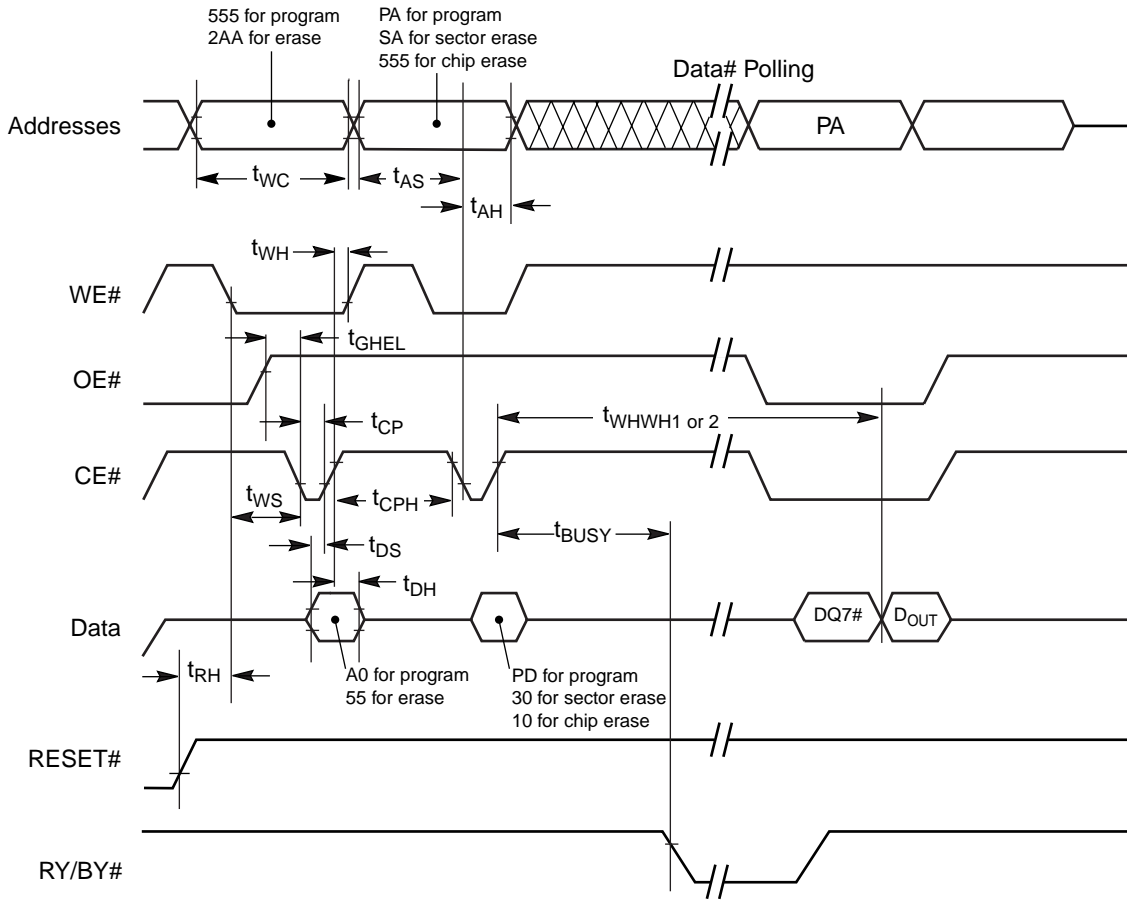 555 for program
2AA for erase
PA for program
SA for sector erase
555 for chip erase
Data# Polling
Addresses
PA
tWC
tAS
tAH
tWH
WE#
tGHEL
OE#
tWHWH1 or 2
tCP
CE#
tWS
tCPH
tBUSY
tDS
tDH
Data
DQ7#
DOUT
tRH
A0 for program
55 for erase
PD for program
30 for sector erase
10 for chip erase
RESET#
RY/BY#